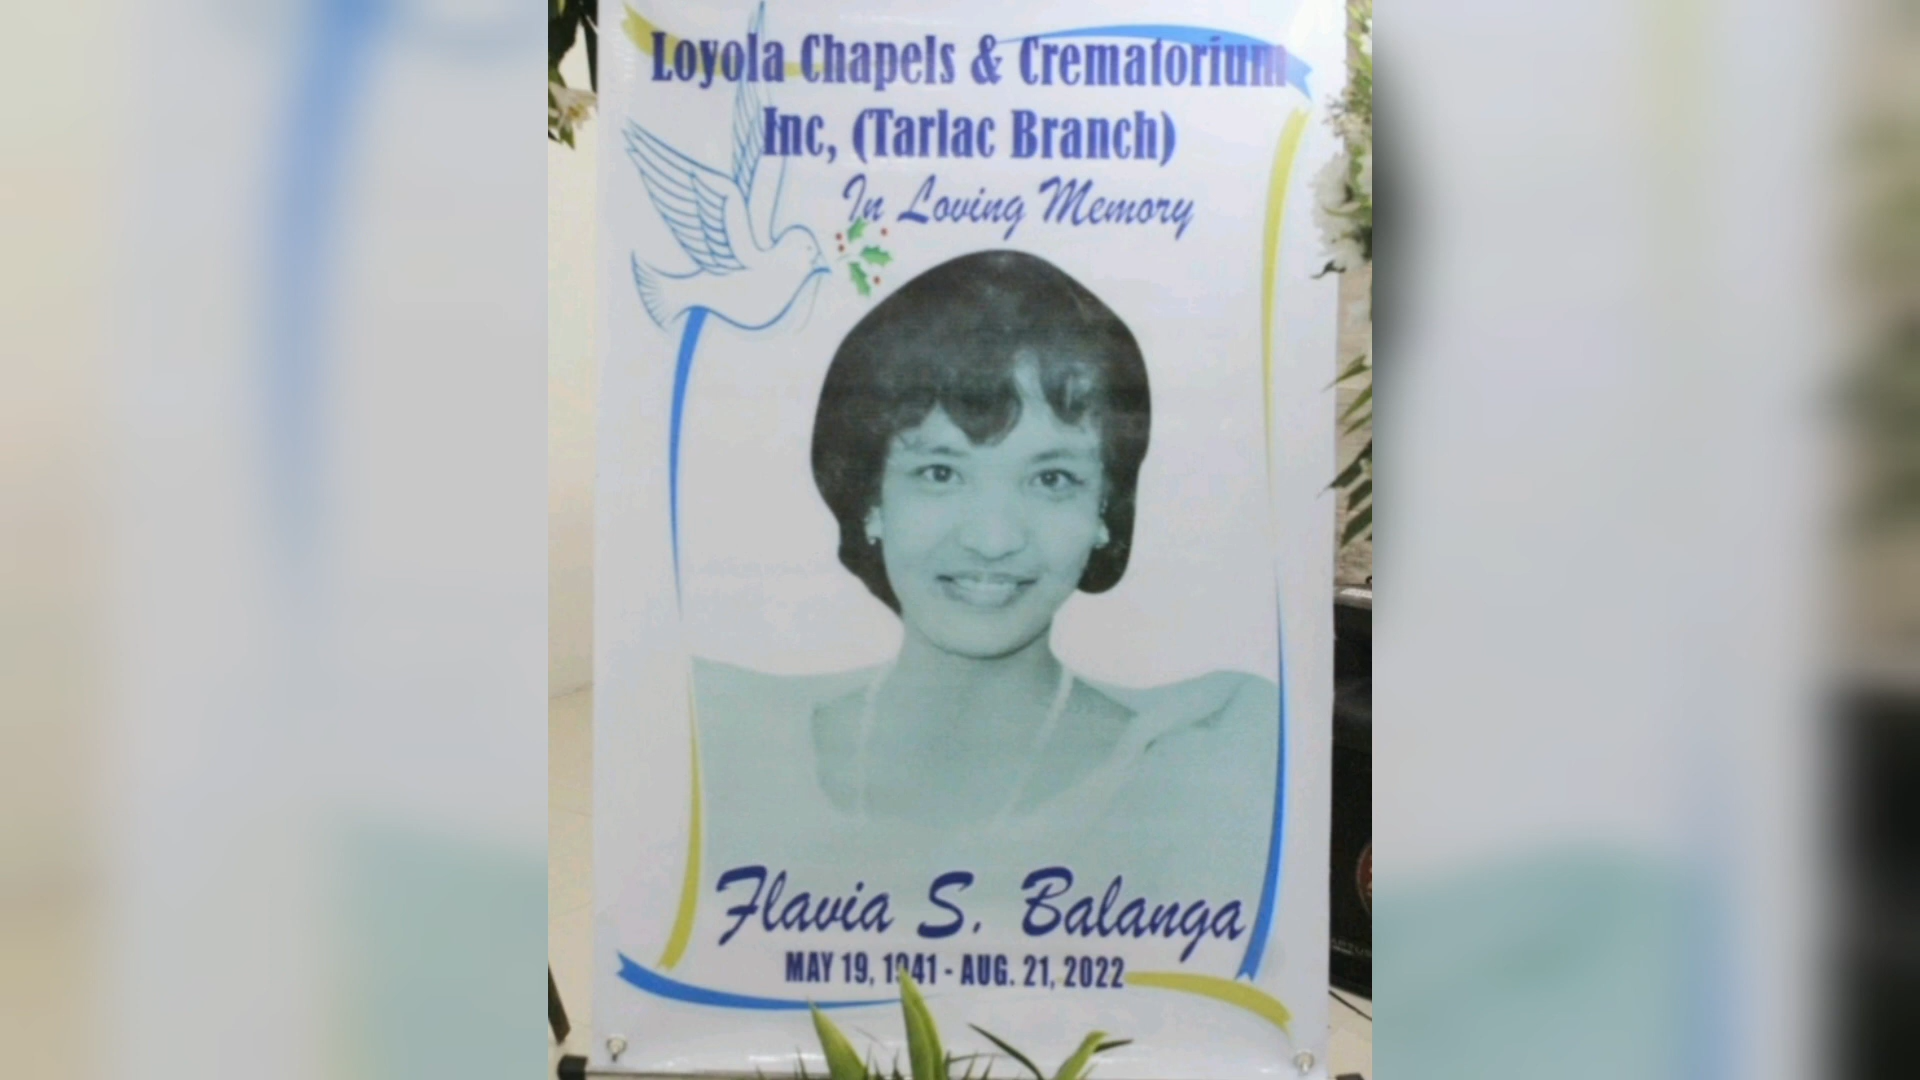 Loyola Chapels & Crematorium
Inc, (Tarlac Branch)
In Loving Memory
Flavia S. Balanga
MAY 19, 1941 - AUG. 21, 2022